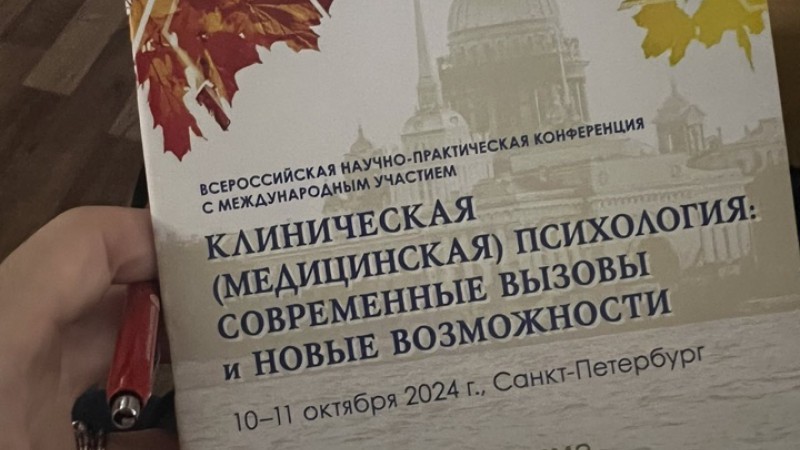 ВСЕРОССИЙСКАЯ НАУЧНО-ПРАКТИЧЕСКАЯ КОНФЕРЕНЦИЯ
С МЕЖДУНАРОДНЫМ УЧАСТИЕМ
КЛИНИЧЕСКАЯ
(МЕДИЦИНСКАЯ) ПСИХОЛОГИЯ:
СОВРЕМЕННЫЕ ВЫЗОВЫ
и НОВЫЕ ВОЗМОЖНОСТИ
10–11 октября 2024 г., Санкт-Петербург